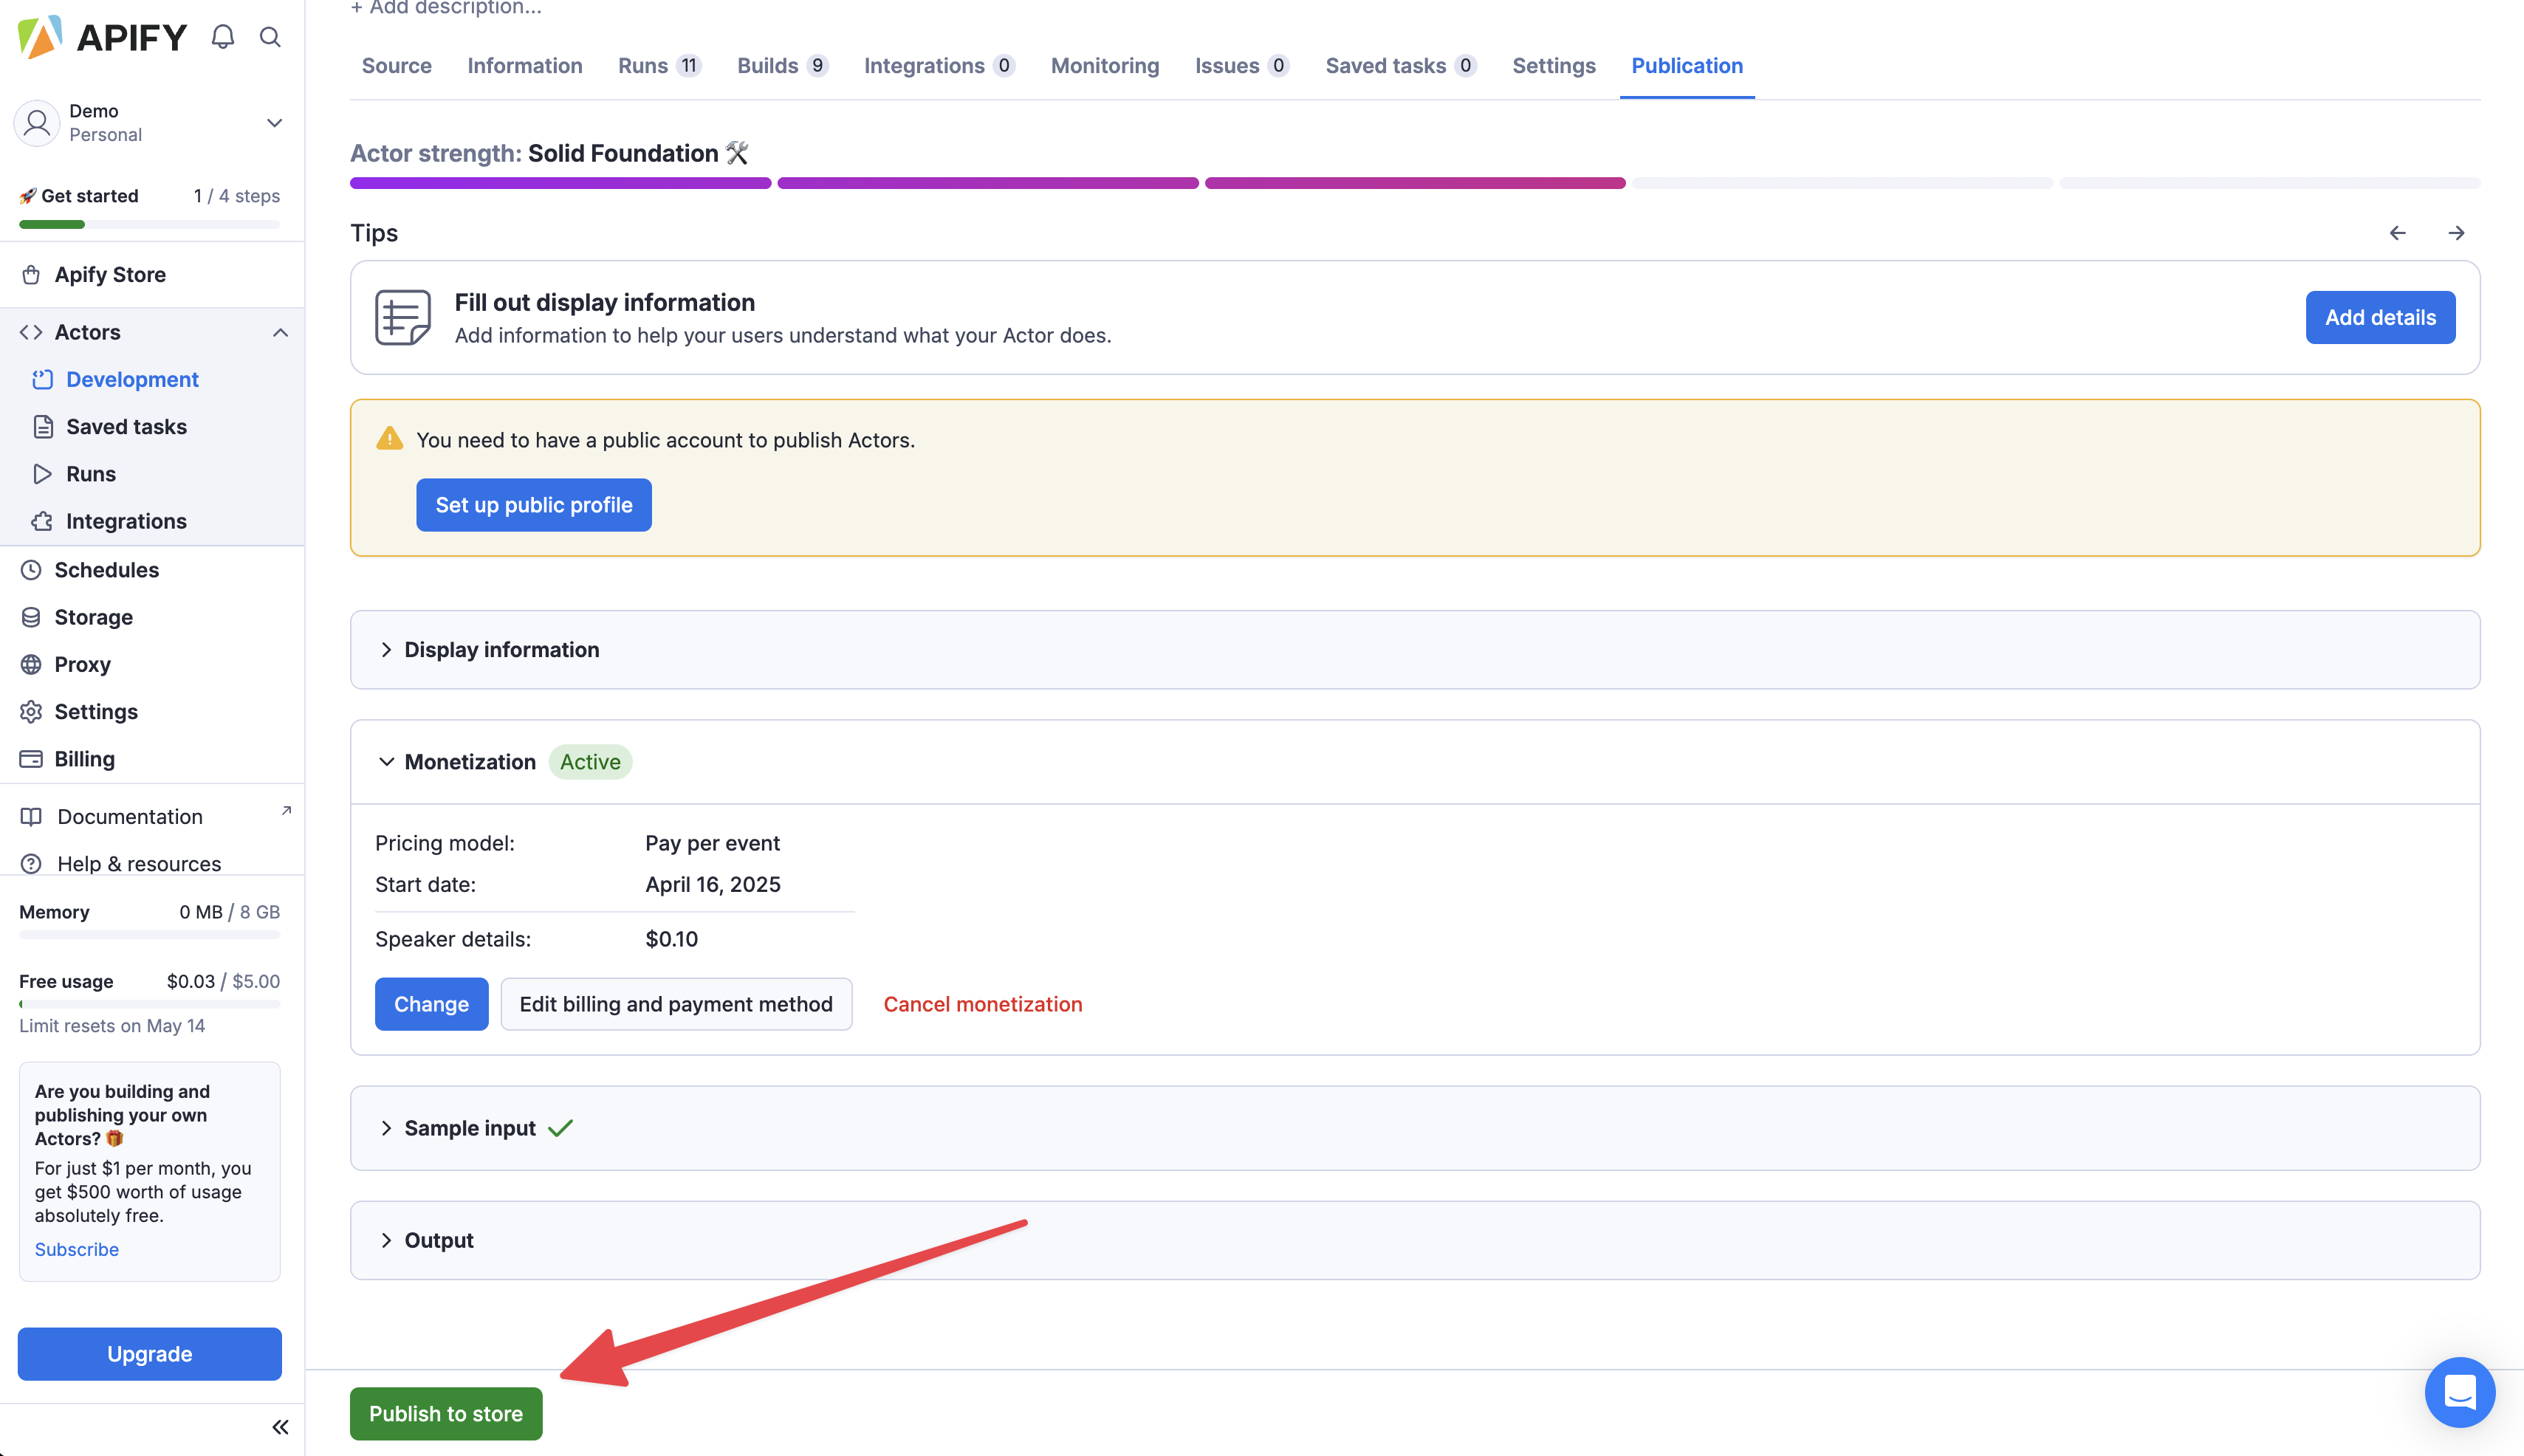 APIFY
Demo
Personal
🚀 Get started 1 / 4 steps
Apify Store
Actors
Development
Saved tasks
Runs
Integrations
Schedules
Storage
Proxy
Settings
Billing
Documentation
Help & resources
Memory 0 MB / 8 GB
Free usage $0.03 / $5.00
Limit resets on May 14
Are you building and
publishing your own
Actors? 🎁
For just $1 per month, you
get $500 worth of usage
absolutely free.
Subscribe
Upgrade
+ Add description...
Source Information Runs 11 Builds 9 Integrations 0 Monitoring Issues 0 Saved tasks 0 Settings Publication
Actor strength: Solid Foundation 🛠️
Tips
Fill out display information
Add information to help your users understand what your Actor does.
Add details
You need to have a public account to publish Actors.
Set up public profile
Display information
Monetization Active
Pricing model: Pay per event
Start date: April 16, 2025
Speaker details: $0.10
Change Edit billing and payment method Cancel monetization
Sample input
Output
Publish to store